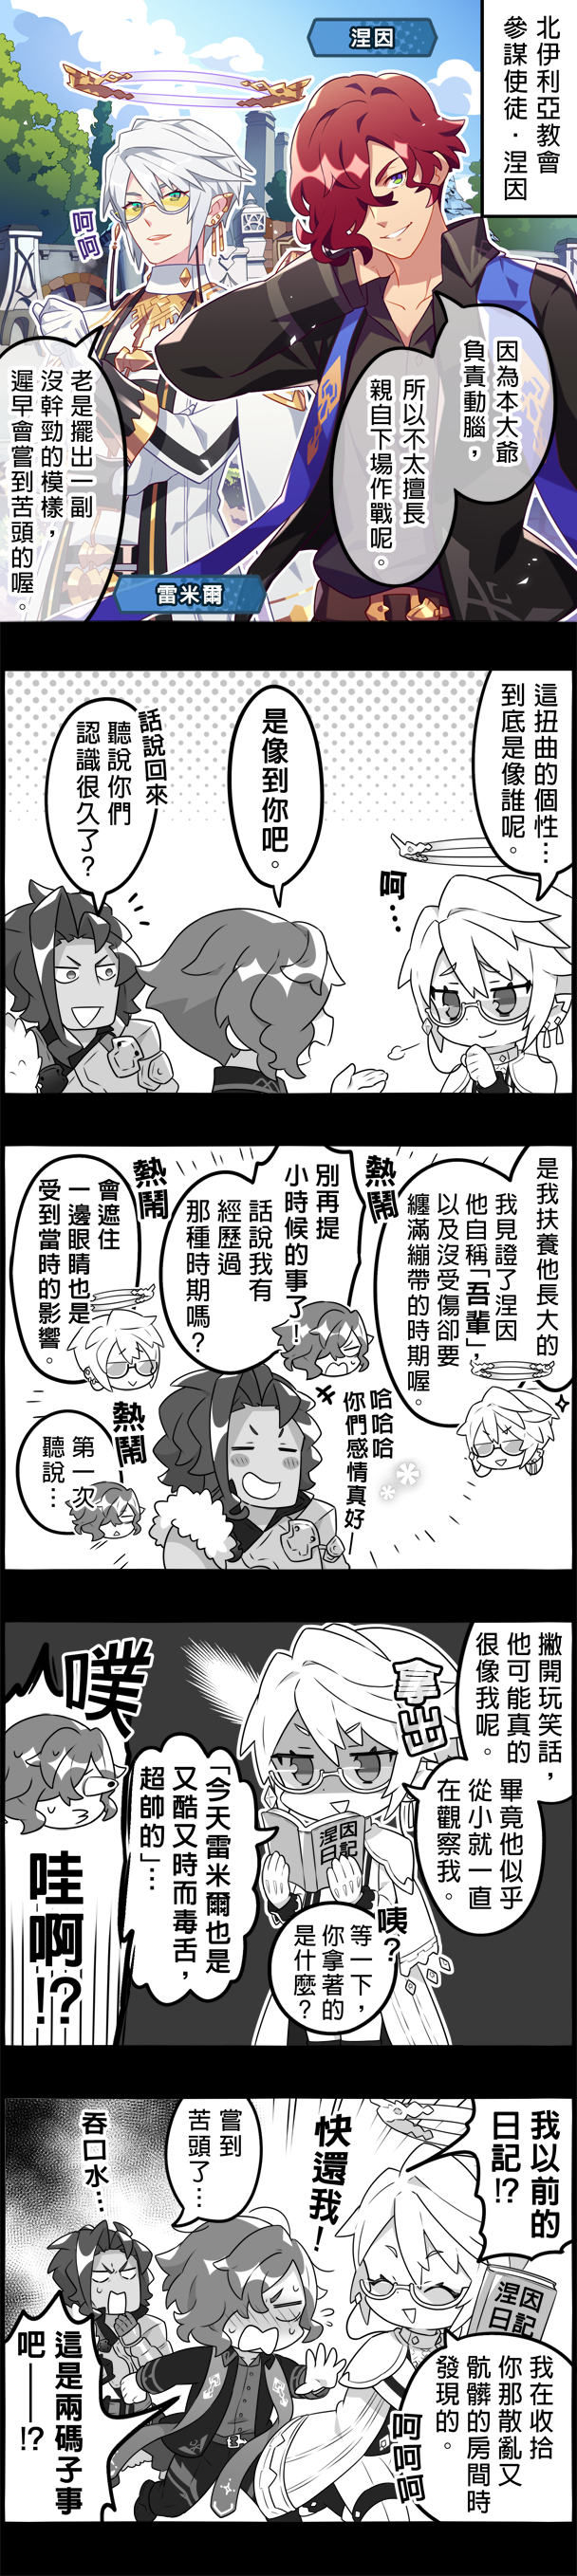 北伊利亞教會
參謀使徒．涅因
涅因
因為本大爺
負責動腦，
所以不太擅長
親自下場作戰呢。
呵呵
老是擺出一副
沒幹勁的模樣，
遲早會嘗到苦頭的喔。
雷米爾
這扭曲的個性…
到底是像誰呢。
呵…
是像到你吧。
話說回來
聽說你們
認識很久了？
是我扶養他長大的
我見證了涅因
他自稱「吾輩」，
以及沒受傷卻要
纏滿繃帶的時期喔。
熱鬧
別再提
小時候的事了！
話說我有
經歷過
那種時期嗎？
熱鬧
會遮住
一邊眼睛也是
受到當時的影響。
哈哈哈
你們感情真好—
熱鬧
第一次
聽說…
撇開玩笑話，
他可能真的
很像我呢。
畢竟他似乎
從小就一直
在觀察我。
拿出
涅因
日記
咦？
等一下，
你拿著的
是什麼？
「今天雷米爾也是
又酷又時而毒舌，
超帥的」…
噗
哇啊!?
我以前的
日記!?
涅因
日記
我在收拾
你那散亂又
骯髒的房間時
發現的。
呵呵呵
快還我！
嘗到
苦頭了…
吞口水…
這是兩碼子事
吧——!?